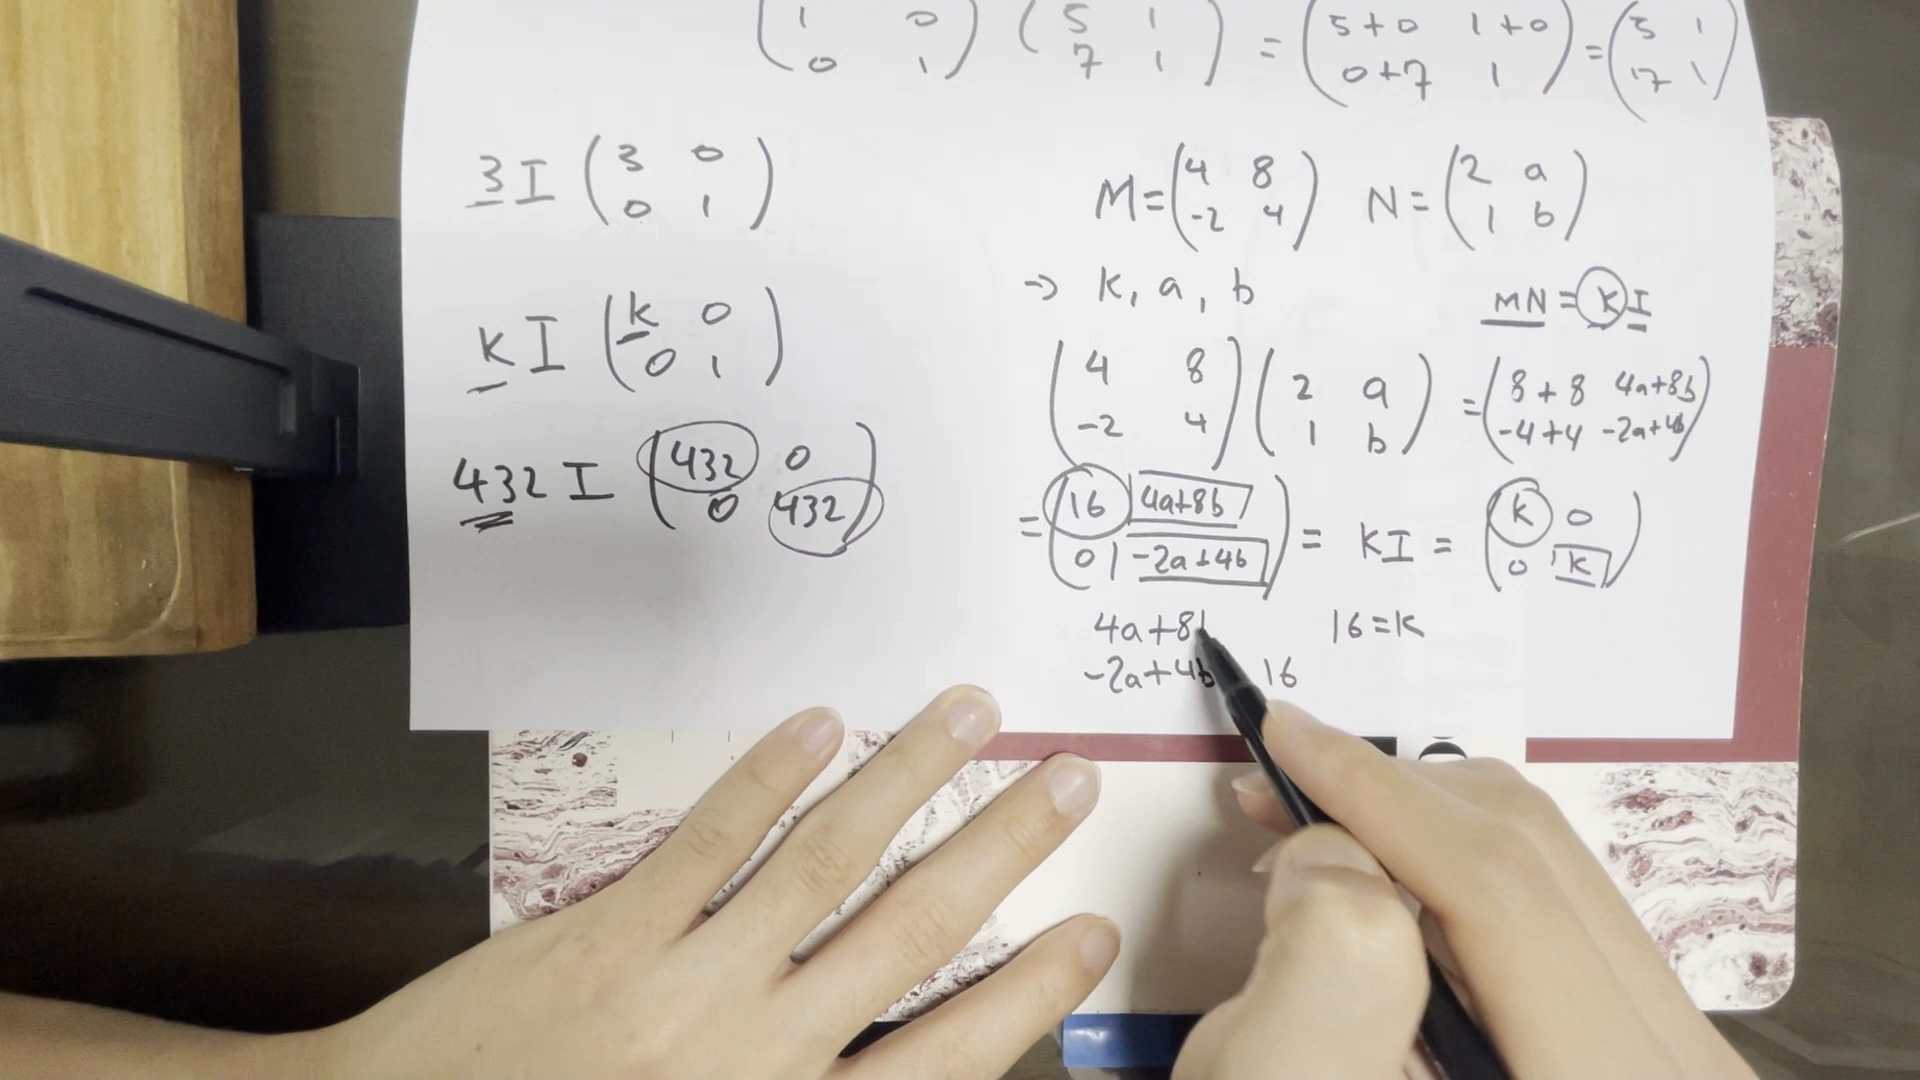 (1 0 0 1) (5 1 7 1) = (5+0 1+0 0+7 1) = (5 1 17 1)
3I (3 0 0 1)
kI (k 0 0 1)
432 I (432 0 0 432)
M = (4 8 -2 4) N = (2 a 1 b)
→ k, a, b MN = kI
(4 8 -2 4) (2 a 1 b) = (8+8 4a+8b -4+4 -2a+4b)
= (16 4a+8b 0 -2a+4b) = kI = (k 0 0 k)
4a+8 16=k
-2a+4b 16